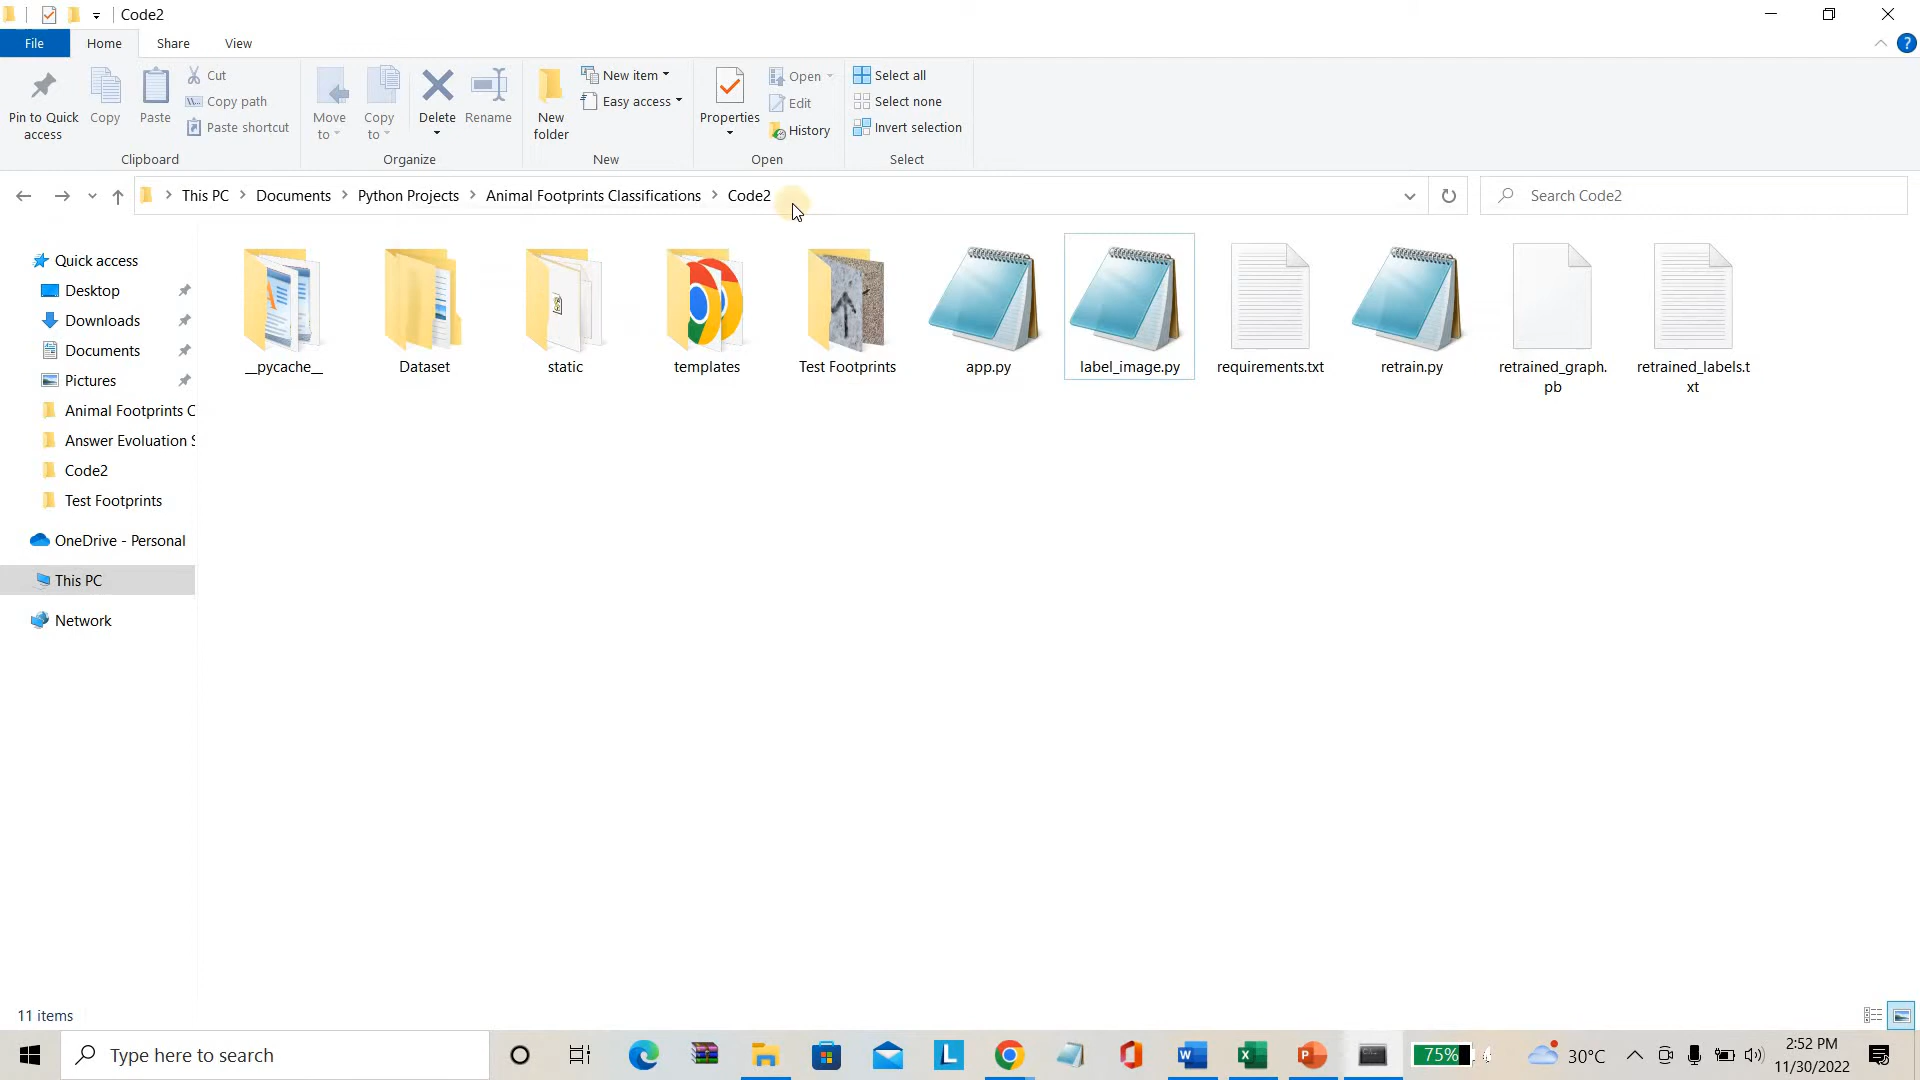 Code2
File Home Share View
Pin to Quick access
Copy
Paste
Cut
Copy path
Paste shortcut
Clipboard
Move to
Copy to
Delete
Rename
Organize
New folder
New item
Easy access
New
Properties
Open
Edit
History
Open
Select all
Select none
Invert selection
Select
This PC > Documents > Python Projects > Animal Footprints Classifications > Code2
Search Code2
Quick access
Desktop
Downloads
Documents
Pictures
Animal Footprints C
Answer Evoluation S
Code2
Test Footprints
OneDrive - Personal
This PC
Network
__pycache__
Dataset
static
templates
Test Footprints
app.py
label_image.py
requirements.txt
retrain.py
retrained_graph.
pb
retrained_labels.t
xt
11 items
Type here to search
75%
30°C
2:52 PM
11/30/2022